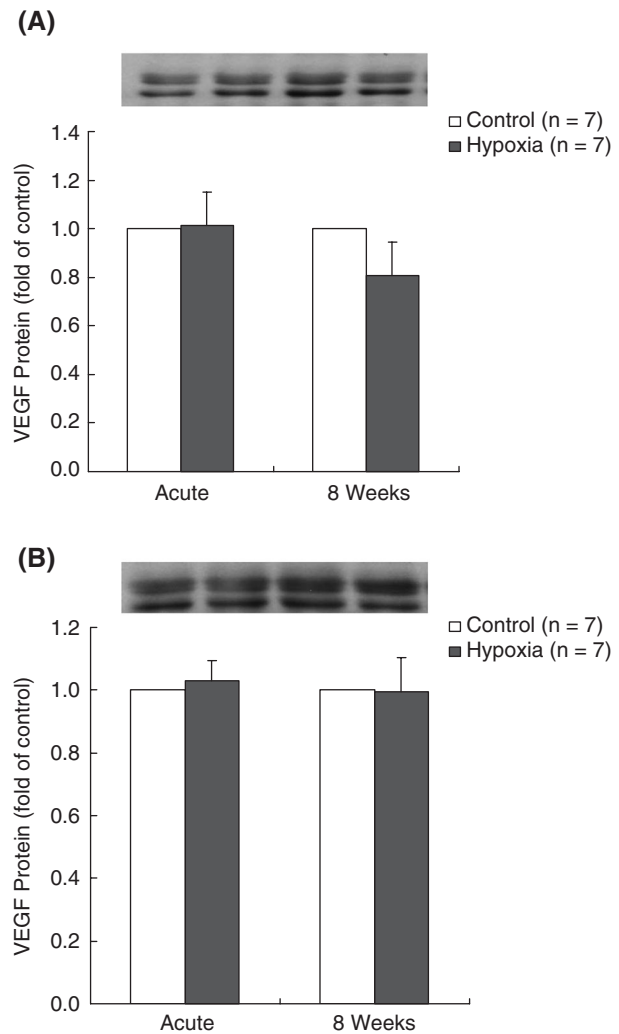 (A)
Control (n = 7)
Hypoxia (n = 7)
VEGF Protein (fold of control)
1.4
1.2
1.0
0.8
0.6
0.4
0.2
0.0
Acute 8 Weeks
(B)
Control (n = 7)
Hypoxia (n = 7)
VEGF Protein (fold of control)
1.2
1.0
0.8
0.6
0.4
0.2
0.0
Acute 8 Weeks